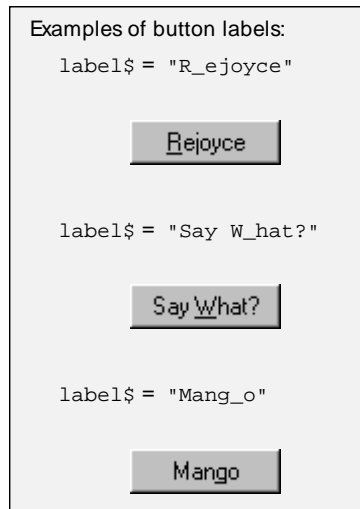 Examples of button labels:
label$ = "R_ejoyce"
Rejoyce
label$ = "Say W_hat?"
Say What?
label$ = "Mang_o"
Mango